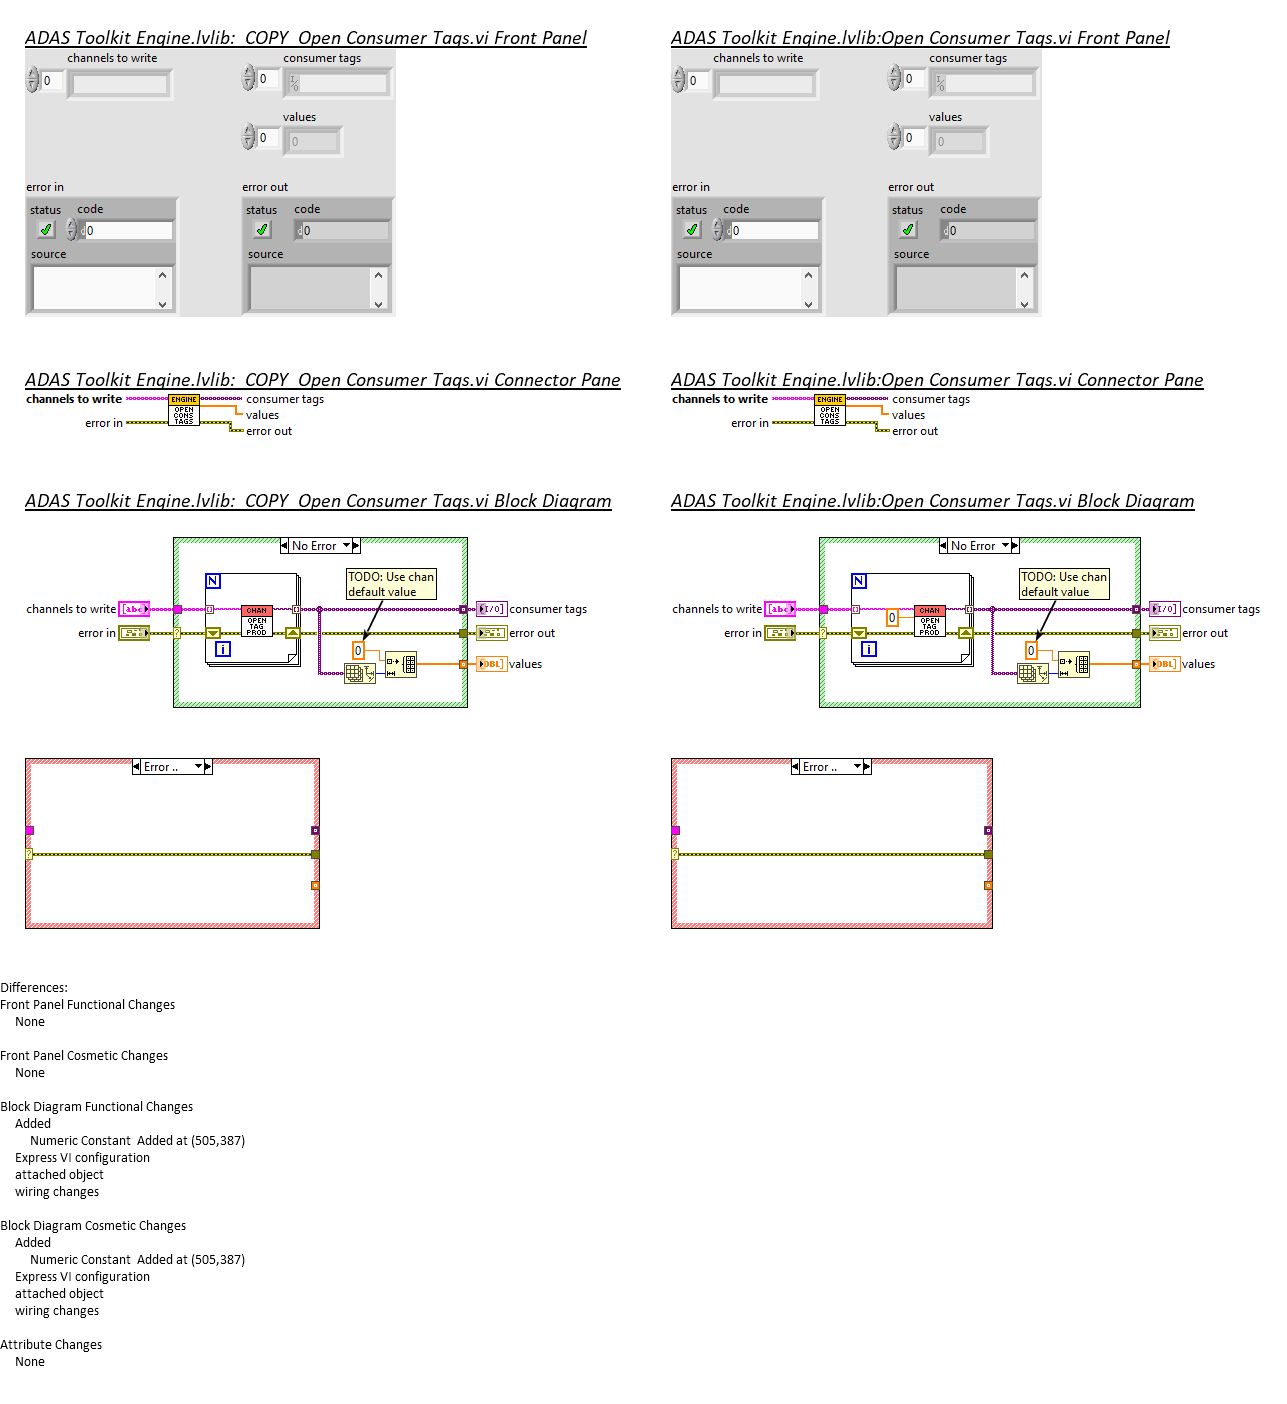 ADAS Toolkit Engine.lvlib:  COPY  Open Consumer Tags.vi Front Panel
channels to write
0
consumer tags
0
I/O
values
0
0
error in
status
code
d
0
source
error out
status
code
d
0
source
ADAS Toolkit Engine.lvlib:Open Consumer Tags.vi Front Panel
channels to write
0
consumer tags
0
I/O
values
0
0
error in
status
code
d
0
source
error out
status
code
d
0
source
ADAS Toolkit Engine.lvlib:  COPY  Open Consumer Tags.vi Connector Pane
channels to write
error in
ENGINE
OPEN
CONS
TAGS
consumer tags
values
error out
ADAS Toolkit Engine.lvlib:Open Consumer Tags.vi Connector Pane
channels to write
error in
ENGINE
OPEN
CONS
TAGS
consumer tags
values
error out
ADAS Toolkit Engine.lvlib:  COPY  Open Consumer Tags.vi Block Diagram
No Error
N
TODO: Use chan
default value
channels to write
[abc]
error in
?
CHAN
OPEN
TAG
PROD
i
0
[I/O]
consumer tags
error out
DBL]
values
Error ..
?
ADAS Toolkit Engine.lvlib:Open Consumer Tags.vi Block Diagram
No Error
N
TODO: Use chan
default value
channels to write
[abc]
error in
?
0
CHAN
OPEN
TAG
PROD
i
0
[I/O]
consumer tags
error out
DBL]
values
Error ..
?
Differences:
Front Panel Functional Changes
None
Front Panel Cosmetic Changes
None
Block Diagram Functional Changes
Added
Numeric Constant  Added at (505,387)
Express VI configuration
attached object
wiring changes
Block Diagram Cosmetic Changes
Added
Numeric Constant  Added at (505,387)
Express VI configuration
attached object
wiring changes
Attribute Changes
None